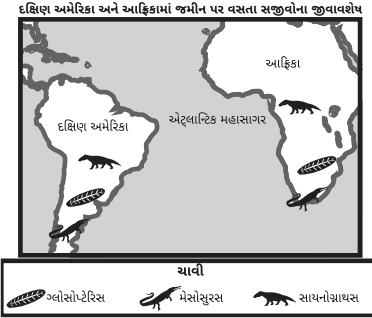 દક્ષિણ અમેરિકા અને આફ્રિકામાં જમીન પર વસતા સજીવોના જીવાવશેષ
આફ્રિકા
દક્ષિણ અમેરિકા
એટ્લાન્ટિક મહાસાગર
ચાવી
ગ્લોસોપ્ટેરિસ
મેસોસુરસ
સાયનોગ્નાથસ